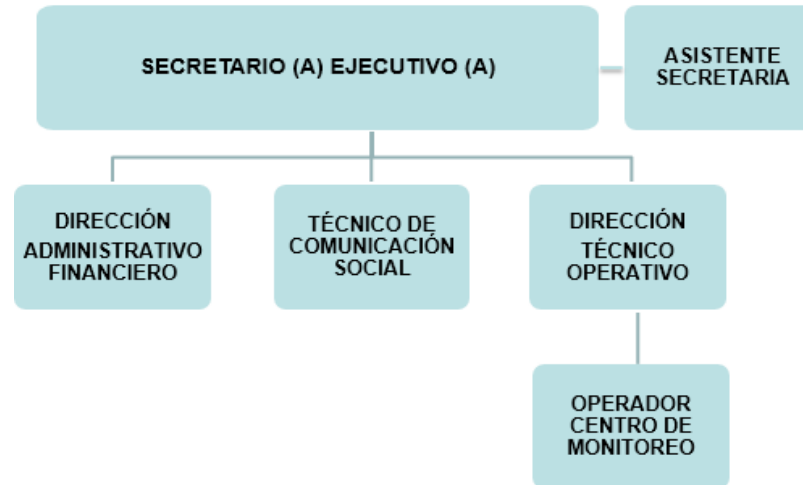 SECRETARIO (A) EJECUTIVO (A)
ASISTENTE
SECRETARIA
DIRECCIÓN
ADMINISTRATIVO
FINANCIERO
TÉCNICO DE
COMUNICACIÓN
SOCIAL
DIRECCIÓN
TÉCNICO
OPERATIVO
OPERADOR
CENTRO DE
MONITOREO